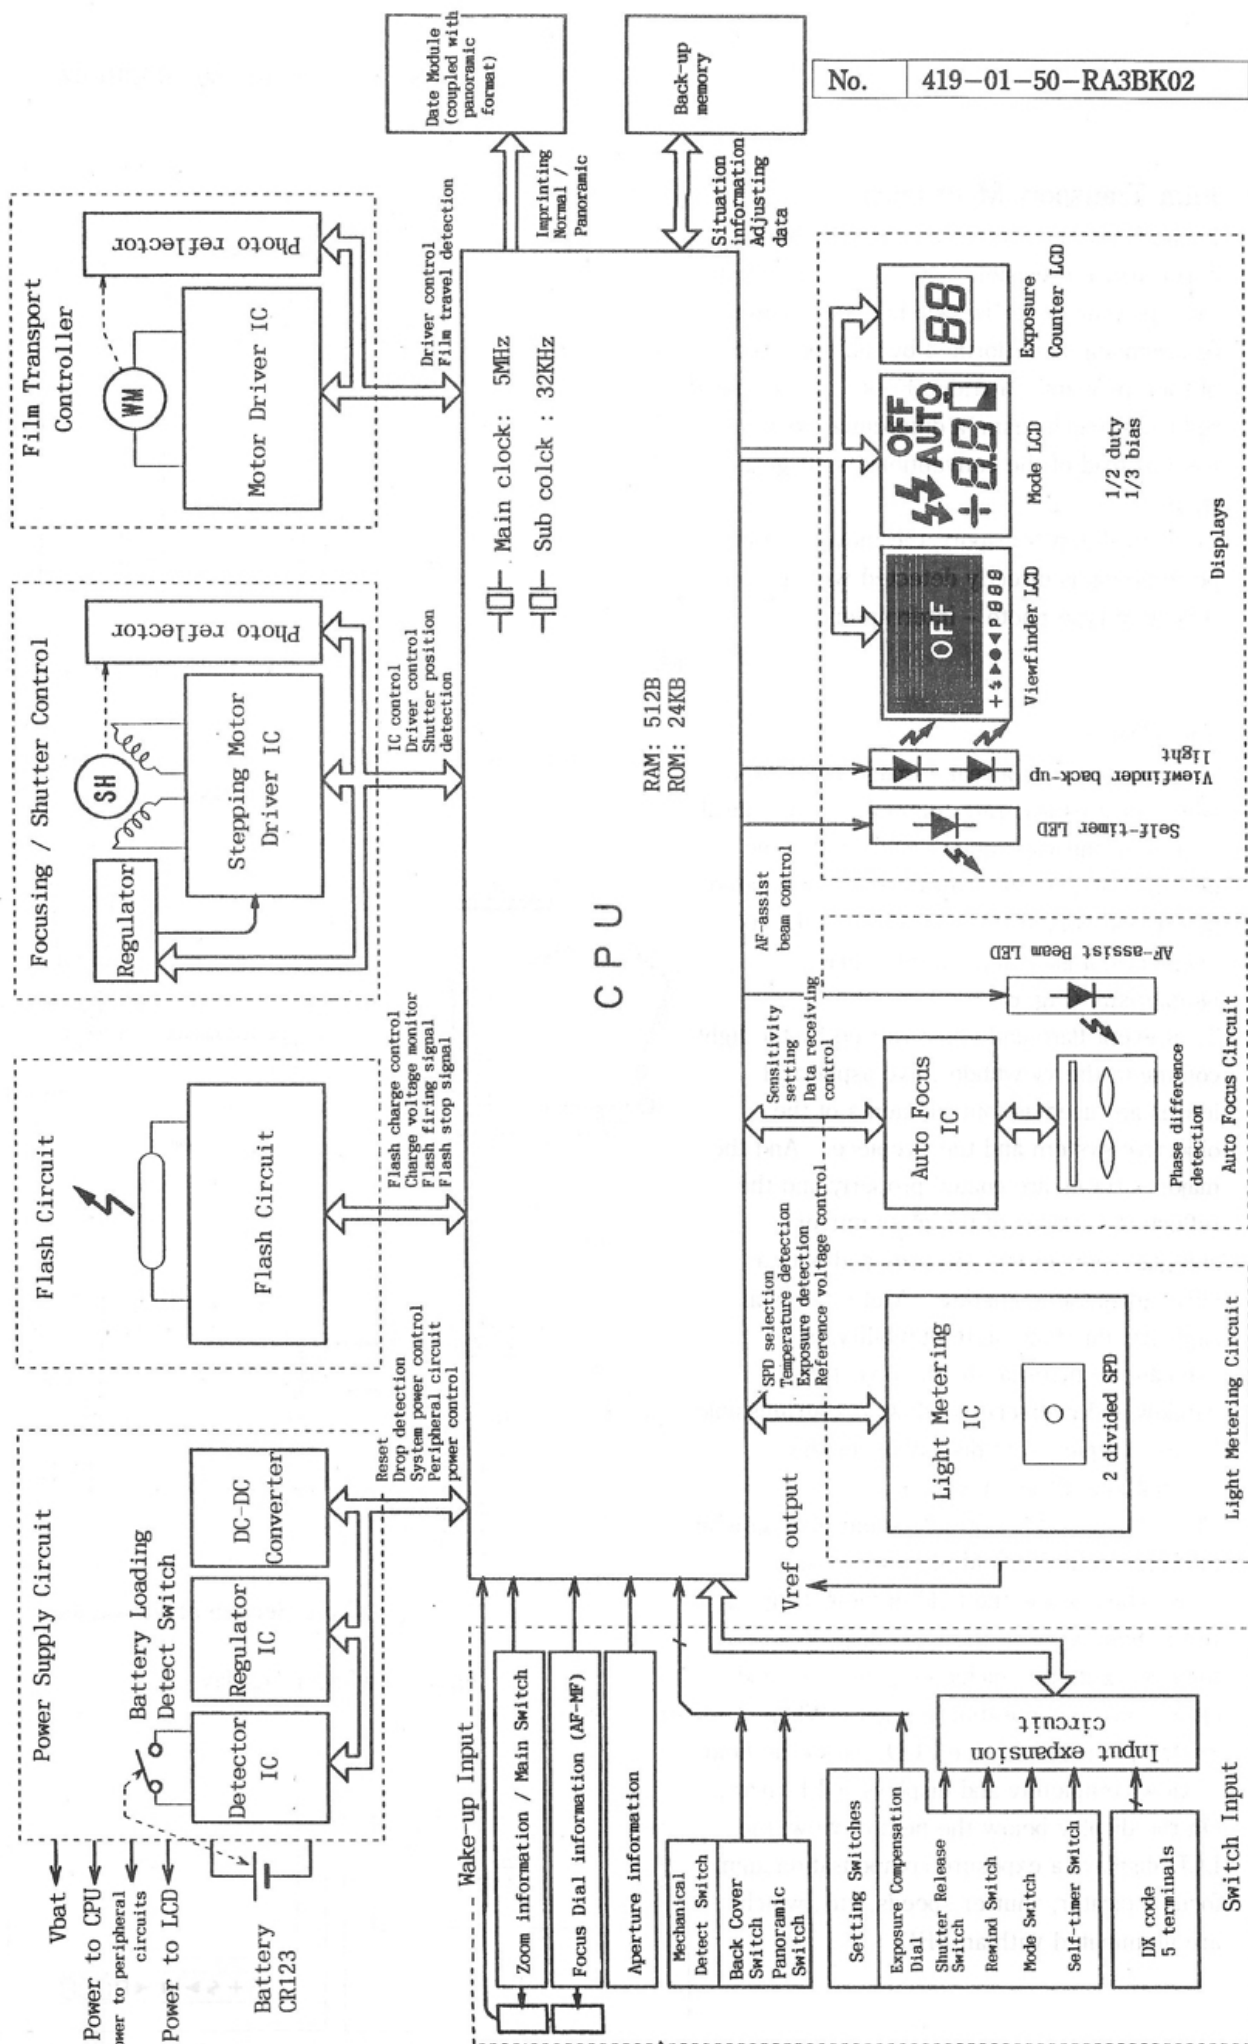 No.
419-01-50-RA3BK02
Power Supply Circuit
Battery Loading
Detect Switch
Detector
IC
Regulator
IC
DC-DC
Converter
Vbat
Power to CPU
ower to peripheral
circuits
Power to LCD
Battery
CR123
Reset
Drop detection
System power control
Peripheral circuit
power control
Flash Circuit
Flash Circuit
Flash charge control
Charge voltage monitor
Flash firing signal
Flash stop signal
Focusing / Shutter Control
Regulator
SH
Stepping Motor
Driver IC
Photo reflector
IC control
Driver control
Shutter position
detection
Film Transport
Controller
WM
Motor Driver IC
Photo reflector
Driver control
Film travel detection
Date Module
(coupled with
panoramic
format)
Imprinting
Normal /
Panoramic
Back-up
memory
Situation
information
Adjusting
data
Main clock: 5MHz
Sub colck : 32KHz
CPU
RAM: 512B
ROM: 24KB
Wake-up Input
Zoom information / Main Switch
Focus Dial information (AF-MF)
Aperture information
Mechanical
Detect Switch
Back Cover
Switch
Panoramic
Switch
Setting Switches
Exposure Compensation
Dial
Shutter Release
Switch
Rewind Switch
Mode Switch
Self-timer Switch
DX code
5 terminals
Input expansion
circuit
Switch Input
Vref output
SPD selection
Temperature detection
Exposure detection
Reference voltage control
Light Metering
IC
2 divided SPD
Light Metering Circuit
Sensitivity
setting
Data receiving
control
Auto Focus
IC
Phase difference
detection
Auto Focus Circuit
AF-assist
beam control
AF-assist Beam LED
Self-timer LED
Viewfinder back-up
light
OFF
P888
Viewfinder LCD
OFF
AUTO
+8.8
Mode LCD
88
Exposure
Counter LCD
1/2 duty
1/3 bias
Displays